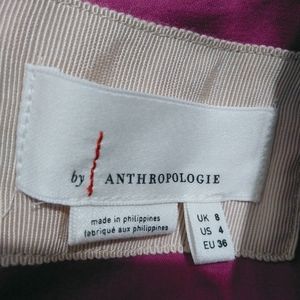 by ANTHROPOLOGIE
made in philippines
fabriqué aux philippines
UK 8
US 4
EU 36